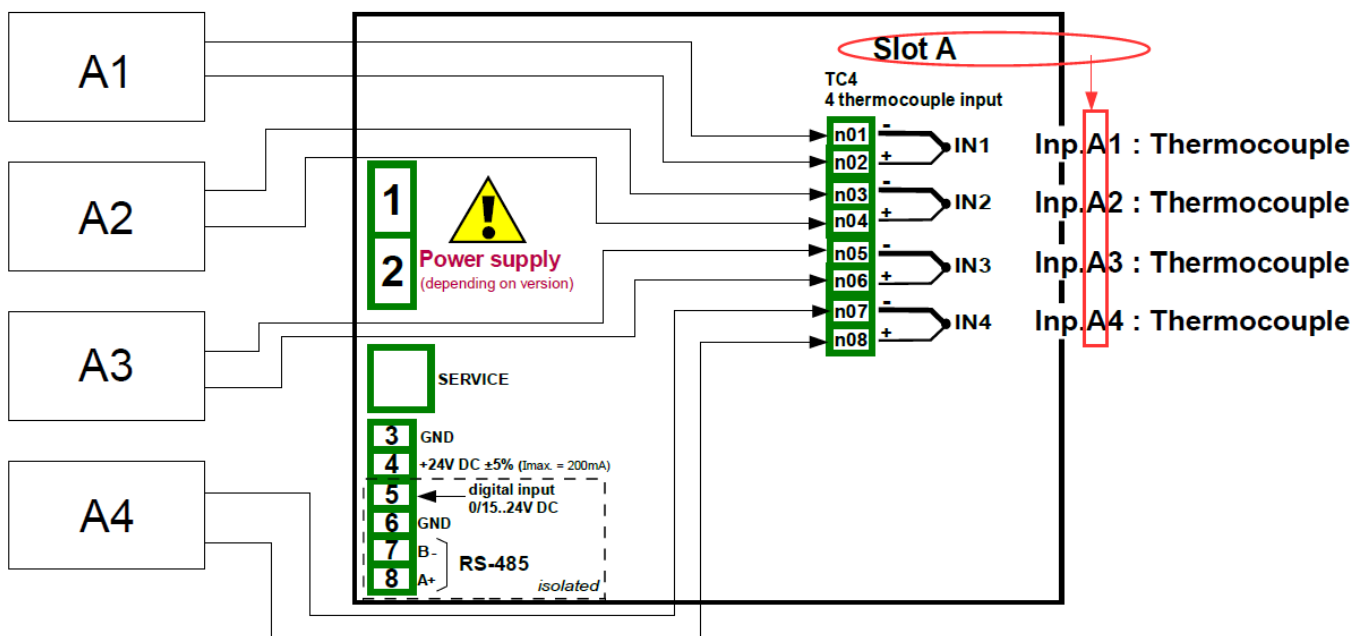 A1
A2
A3
A4
Slot A
TC4
4 thermocouple input
n01 - IN1
n02 +
n03 - IN2
n04 +
n05 - IN3
n06 +
n07 - IN4
n08 +
Inp.A1 : Thermocouple
Inp.A2 : Thermocouple
Inp.A3 : Thermocouple
Inp.A4 : Thermocouple
1
2
!
Power supply
(depending on version)
SERVICE
3 GND
4 +24V DC ±5% (Imax. = 200mA)
5 digital input
0/15..24V DC
6 GND
7 B-
8 A+
RS-485
isolated